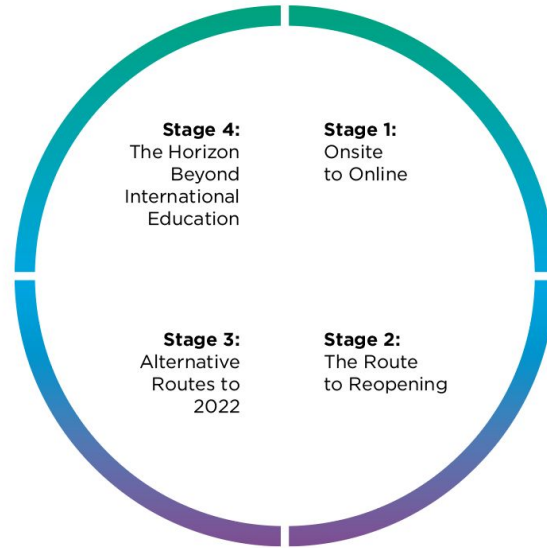 Stage 4:
The Horizon
Beyond
International
Education
Stage 1:
Onsite
to Online
Stage 3:
Alternative
Routes to
2022
Stage 2:
The Route
to Reopening